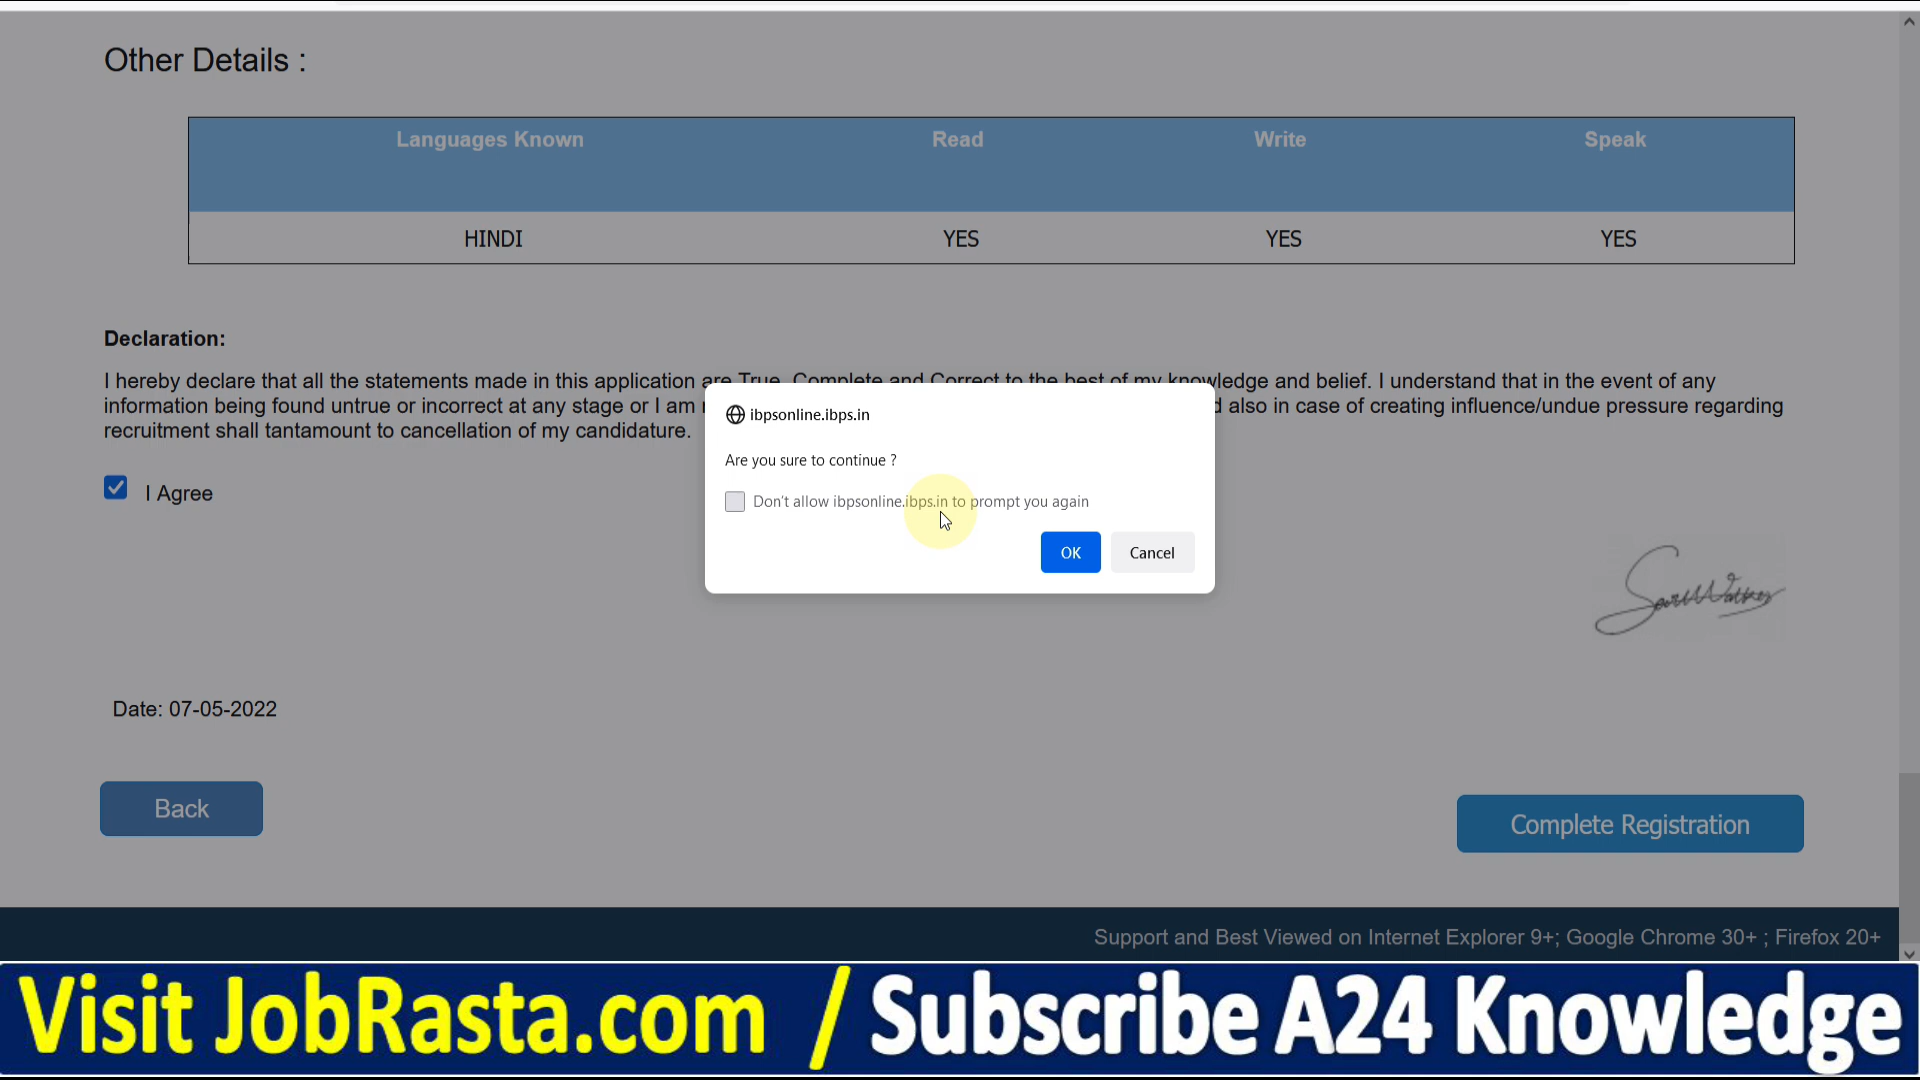 Other Details :
Languages Known Read Write Speak
HINDI YES YES YES
Declaration:
I hereby declare that all the statements made in this application are True, Complete and Correct to the best of my knowledge and belief. I understand that in the event of any
information being found untrue or incorrect at any stage or I am also in case of creating influence/undue pressure regarding
recruitment shall tantamount to cancellation of my candidature.
ibpsonline.ibps.in
Are you sure to continue ?
Don't allow ibpsonline.ibps.in to prompt you again
OK Cancel
I Agree
Date: 07-05-2022
Back
Complete Registration
Support and Best Viewed on Internet Explorer 9+; Google Chrome 30+ ; Firefox 20+
Visit JobRasta.com / Subscribe A24 Knowledge